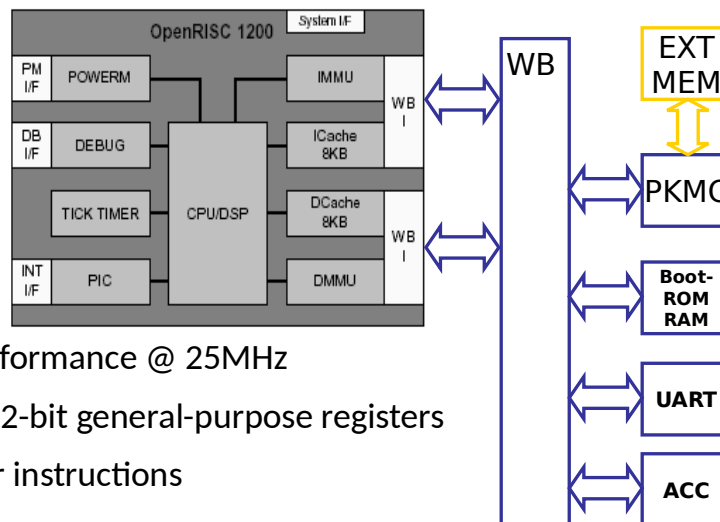 OpenRISC 1200
System I/F
PM
I/F
POWERM
IMMU
WB
I
DB
I/F
DEBUG
ICache
8KB
TICK TIMER
CPU/DSP
DCache
8KB
WB
I
INT
I/F
PIC
DMMU
WB
EXT
MEM
PKMC
Boot-
ROM
RAM
UART
ACC
formance @ 25MHz
2-bit general-purpose registers
r instructions